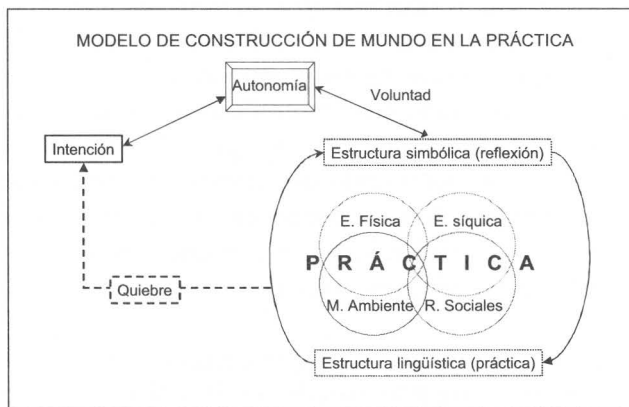 MODELO DE CONSTRUCCIÓN DE MUNDO EN LA PRÁCTICA
Autonomía
Voluntad
Intención
Estructura simbólica (reflexión)
E. Física
E. síquica
P R Á C T I C A
Quiebre
M. Ambiente
R. Sociales
Estructura lingüística (práctica)